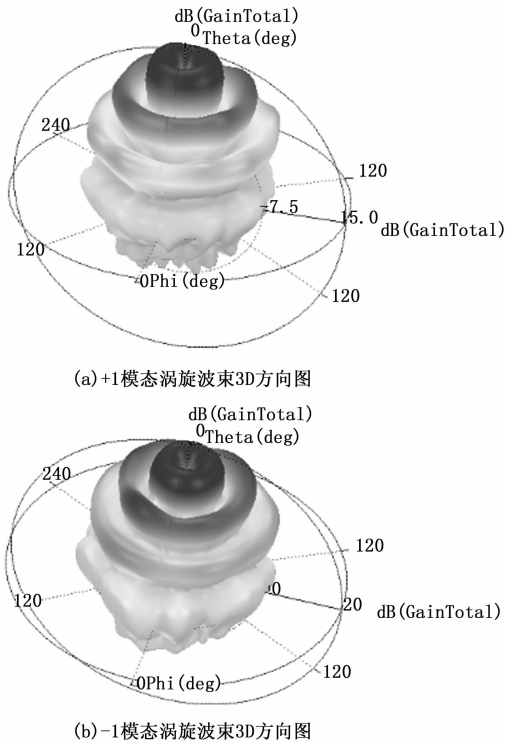 dB(GainTotal)
0
Theta(deg)
240
120
-7.5
15.0
dB(GainTotal)
120
0Phi(deg)
120
(a)+1模态涡旋波束3D方向图
dB(GainTotal)
0
Theta(deg)
240
120
0
20
120
dB(GainTotal)
120
0Phi(deg)
(b)-1模态涡旋波束3D方向图